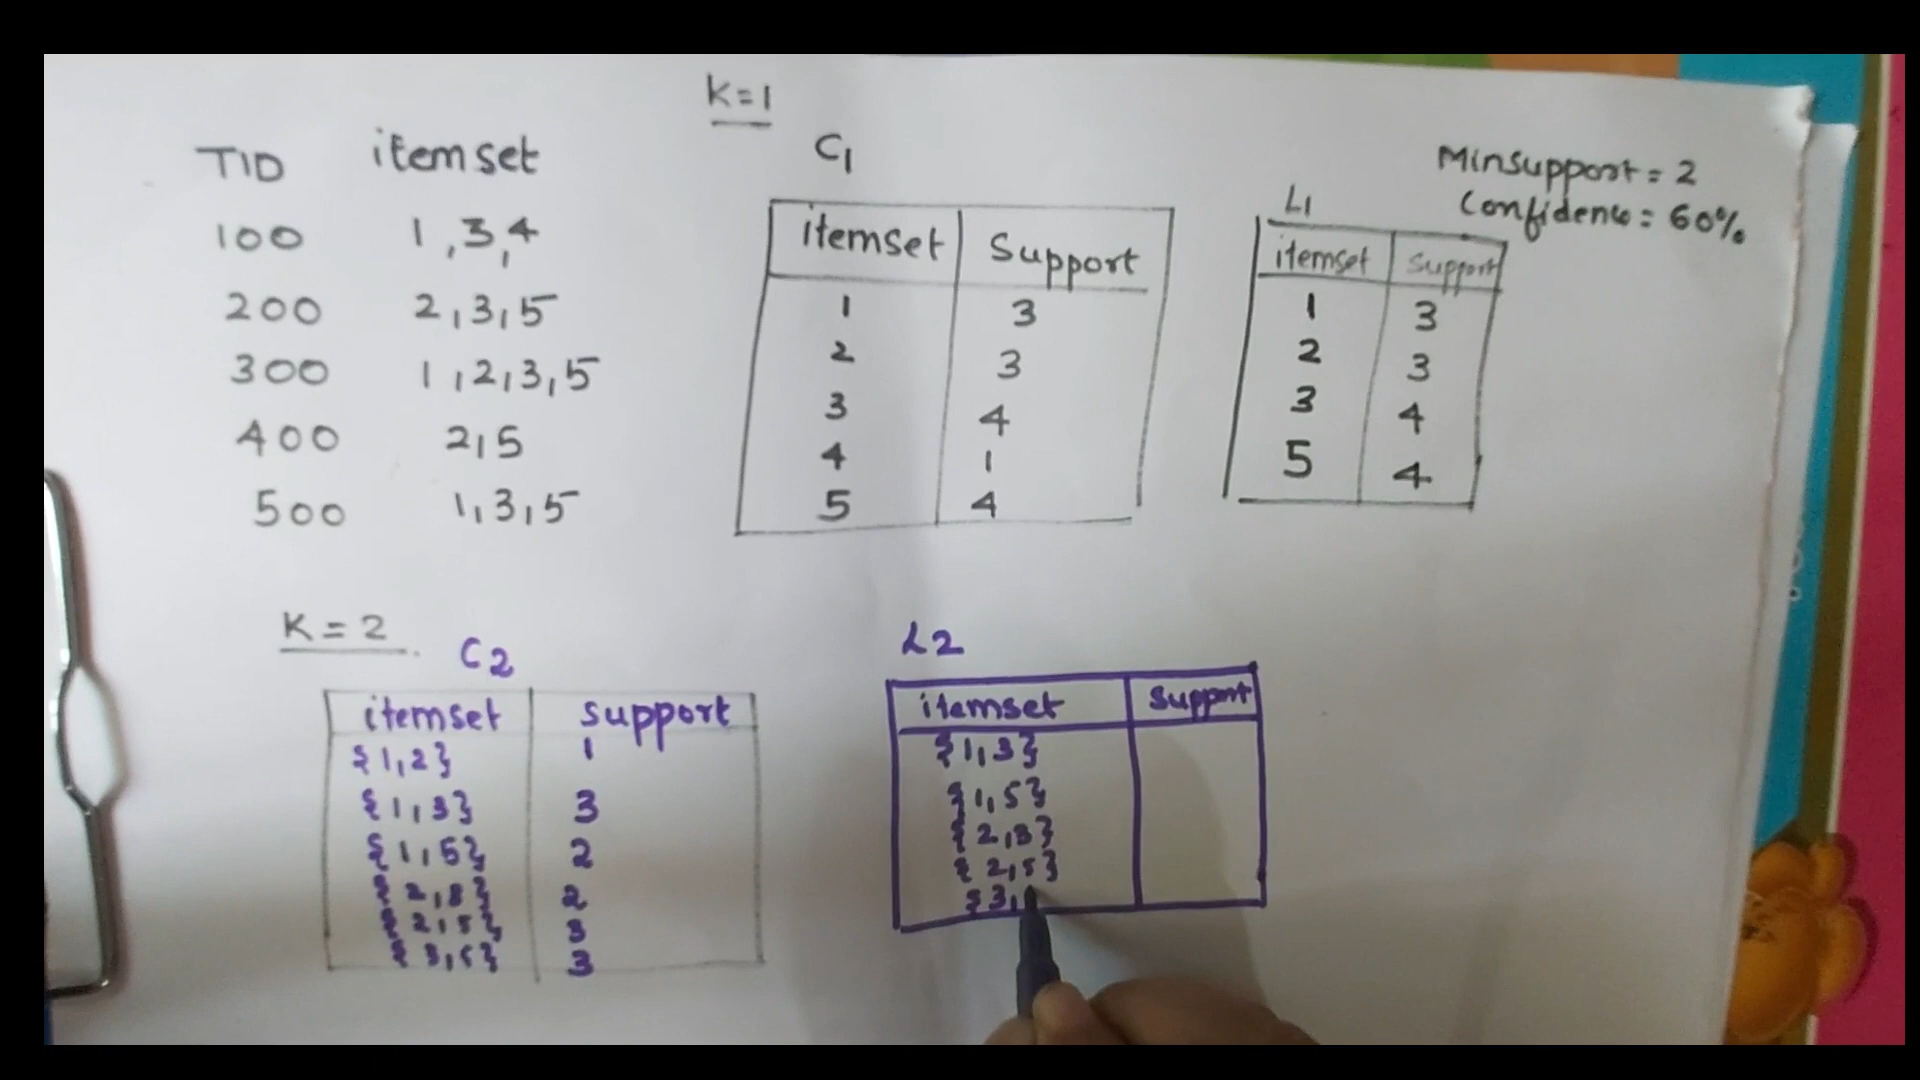 K=1
TID itemset
100 1,3,4
200 2,3,5
300 1,2,3,5
400 2,5
500 1,3,5
C1
itemset Support
1 3
2 3
3 4
4 1
5 4
Minsupport = 2
Confidence = 60%
L1
itemset Support
1 3
2 3
3 4
5 4
K=2
C2
itemset support
{1,2} 1
{1,3} 3
{1,5} 2
{2,3} 2
{2,5} 3
{3,5} 3
L2
itemset Support
{1,3}
{1,5}
{2,3}
{2,5}
{3,